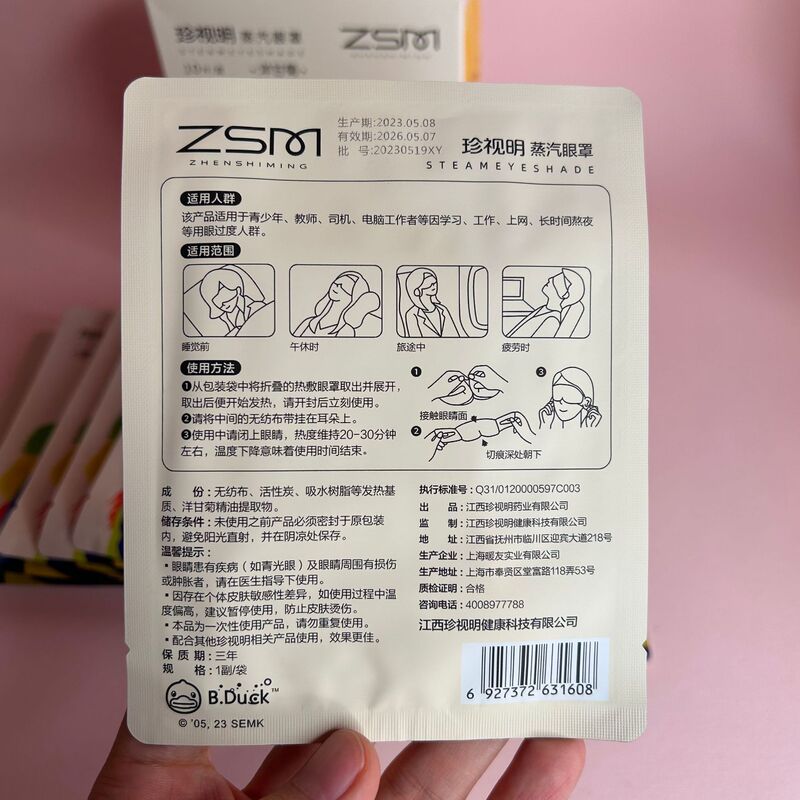 珍视明 蒸汽眼罩
ZSM
ZSM
ZHENSHIMING
生产期:2023.05.08
有效期:2026.05.07
批 号:20230519XY
珍视明 蒸汽眼罩
STEAMEYESHADE
适用人群
该产品适用于青少年、教师、司机、电脑工作者等因学习、工作、上网、长时间熬夜
等用眼过度人群。
适用范围
睡觉前
午休时
旅途中
疲劳时
使用方法
❶从包装袋中将折叠的热敷眼罩取出并展开,
取出后便开始发热,请开封后立刻使用。
❷请将中间的无纺布带挂在耳朵上。
❸使用中请闭上眼睛,热度维持20-30分钟
左右,温度下降意味着使用时间结束。
❶
接触眼睛面
❷
切痕深处朝下
❸
成 份: 无纺布、活性炭、吸水树脂等发热基
质、洋甘菊精油提取物。
储存条件: 未使用之前产品必须密封于原包装
内,避免阳光直射,并在阴凉处保存。
温馨提示:
· 眼睛患有疾病(如青光眼)及眼睛周围有损伤
或肿胀者,请在医生指导下使用。
· 因存在个体皮肤敏感性差异,如使用过程中温
度偏高,建议暂停使用,防止皮肤烫伤。
· 本品为一次性使用产品,请勿重复使用。
· 配合其他珍视明相关产品使用,效果更佳。
保 质 期: 三年
规 格: 1副/袋
B.Duck™
© '05, 23 SEMK
执行标准号: Q31/0120000597C003
出 品: 江西珍视明药业有限公司
监 制: 江西珍视明健康科技有限公司
地 址: 江西省抚州市临川区迎宾大道218号
生产企业: 上海暖友实业有限公司
生产地址: 上海市奉贤区堂富路118弄53号
质检证明: 合格
咨询电话: 4008977788
江西珍视明健康科技有限公司
6 927372 631608